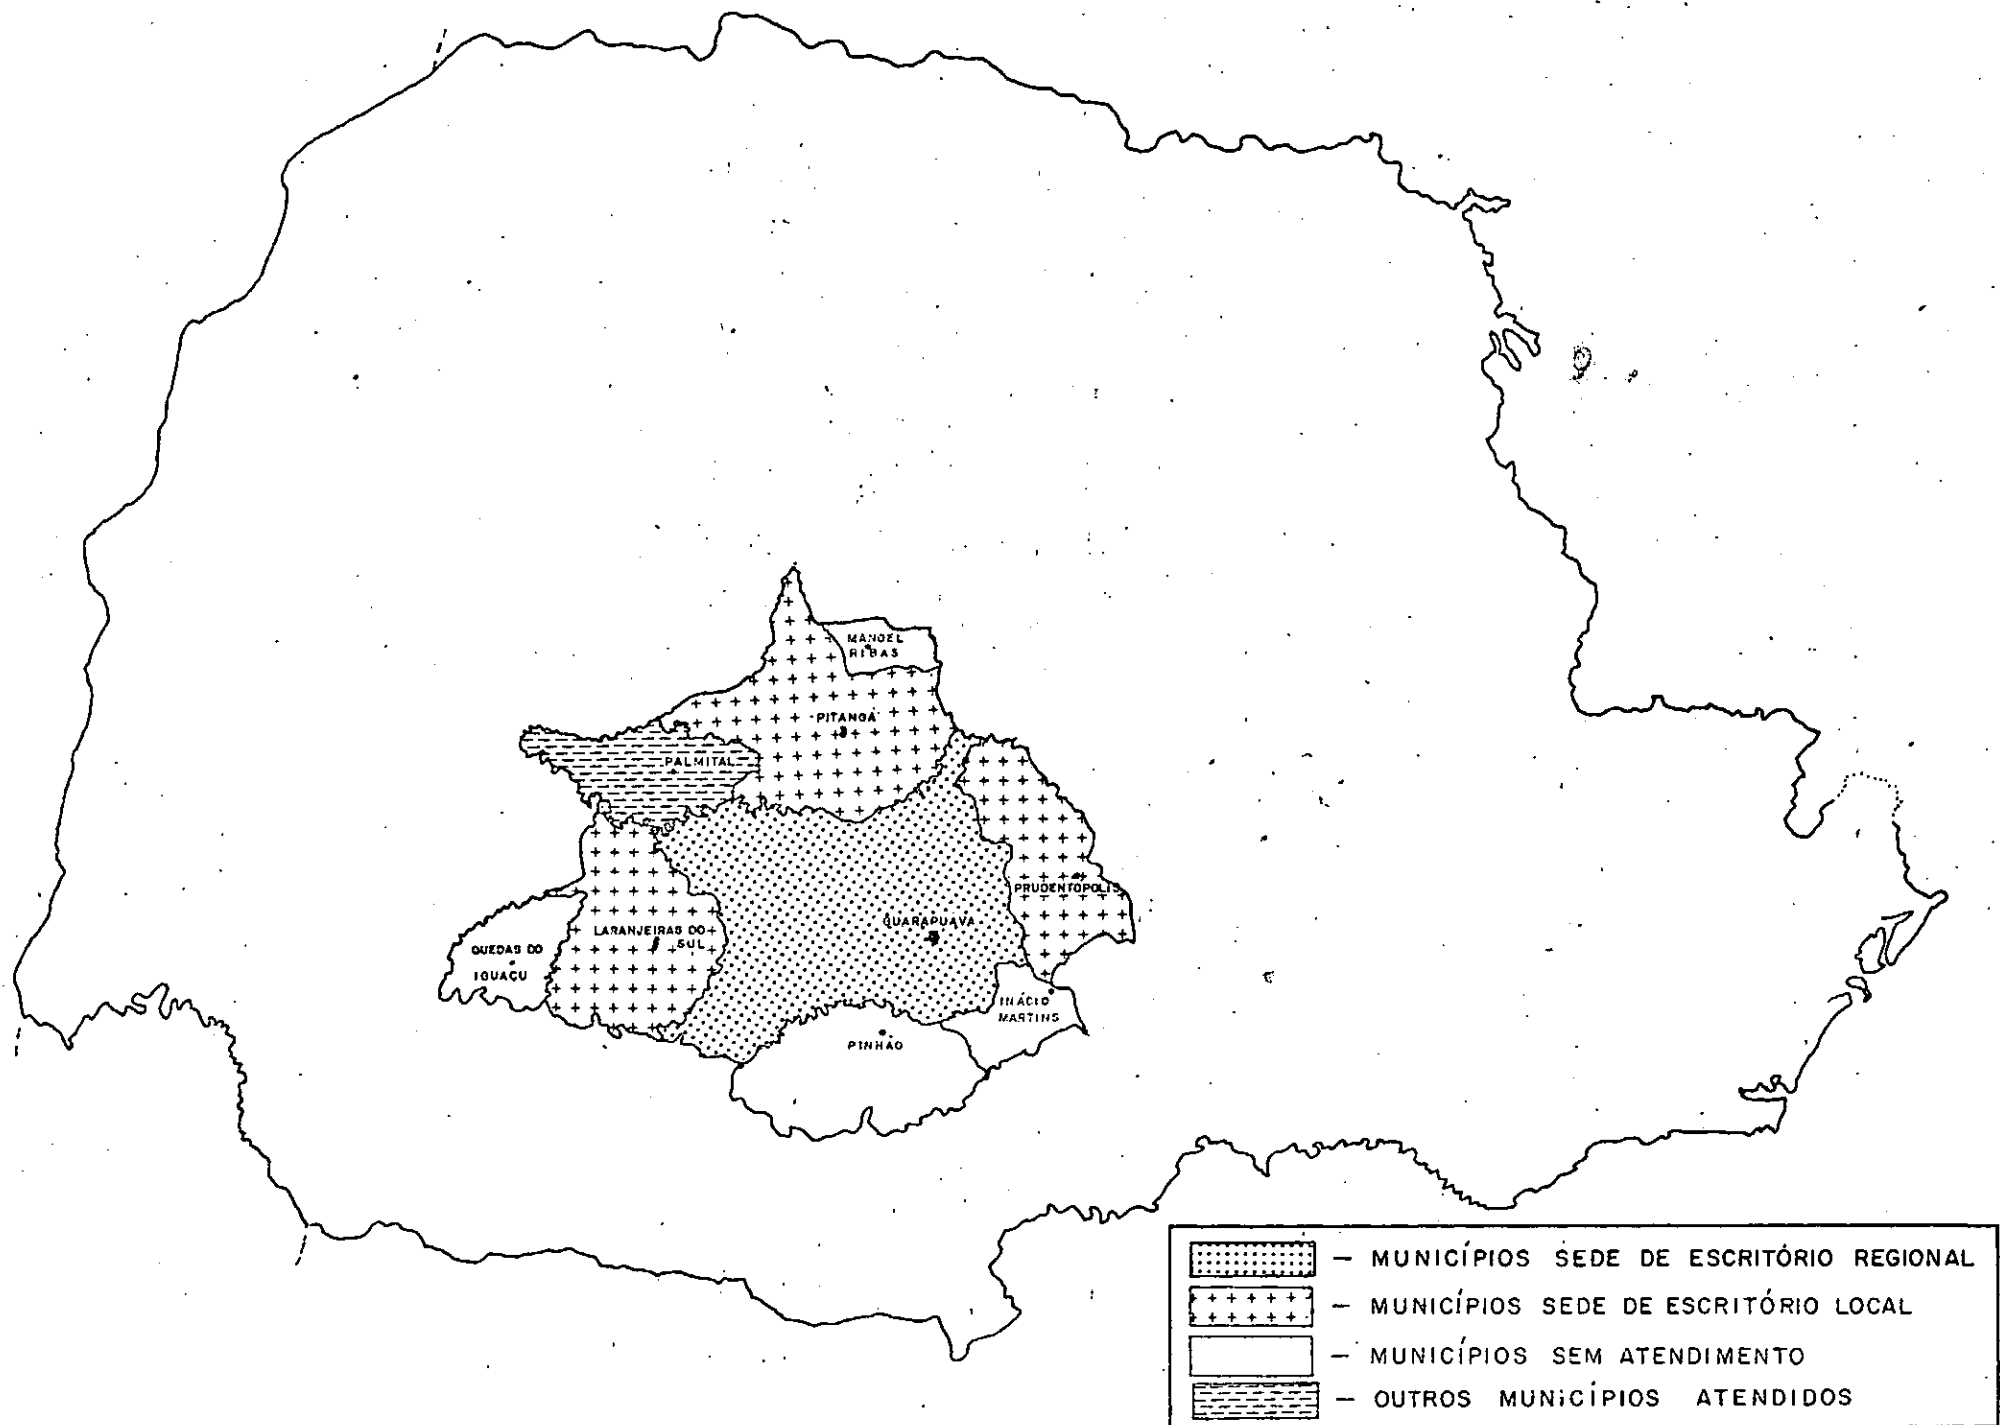 MANOEL
RIBAS
PITANGA
PALMITAL
PRUDENTOPOLIS
GUARAPUAVA
LARANJEIRAS DO
SUL
QUEDAS DO
IGUAÇU
INÁCIO
MARTINS
PINHÃO
– MUNICÍPIOS SEDE DE ESCRITÓRIO REGIONAL
– MUNICÍPIOS SEDE DE ESCRITÓRIO LOCAL
– MUNICÍPIOS SEM ATENDIMENTO
– OUTROS MUNICÍPIOS ATENDIDOS